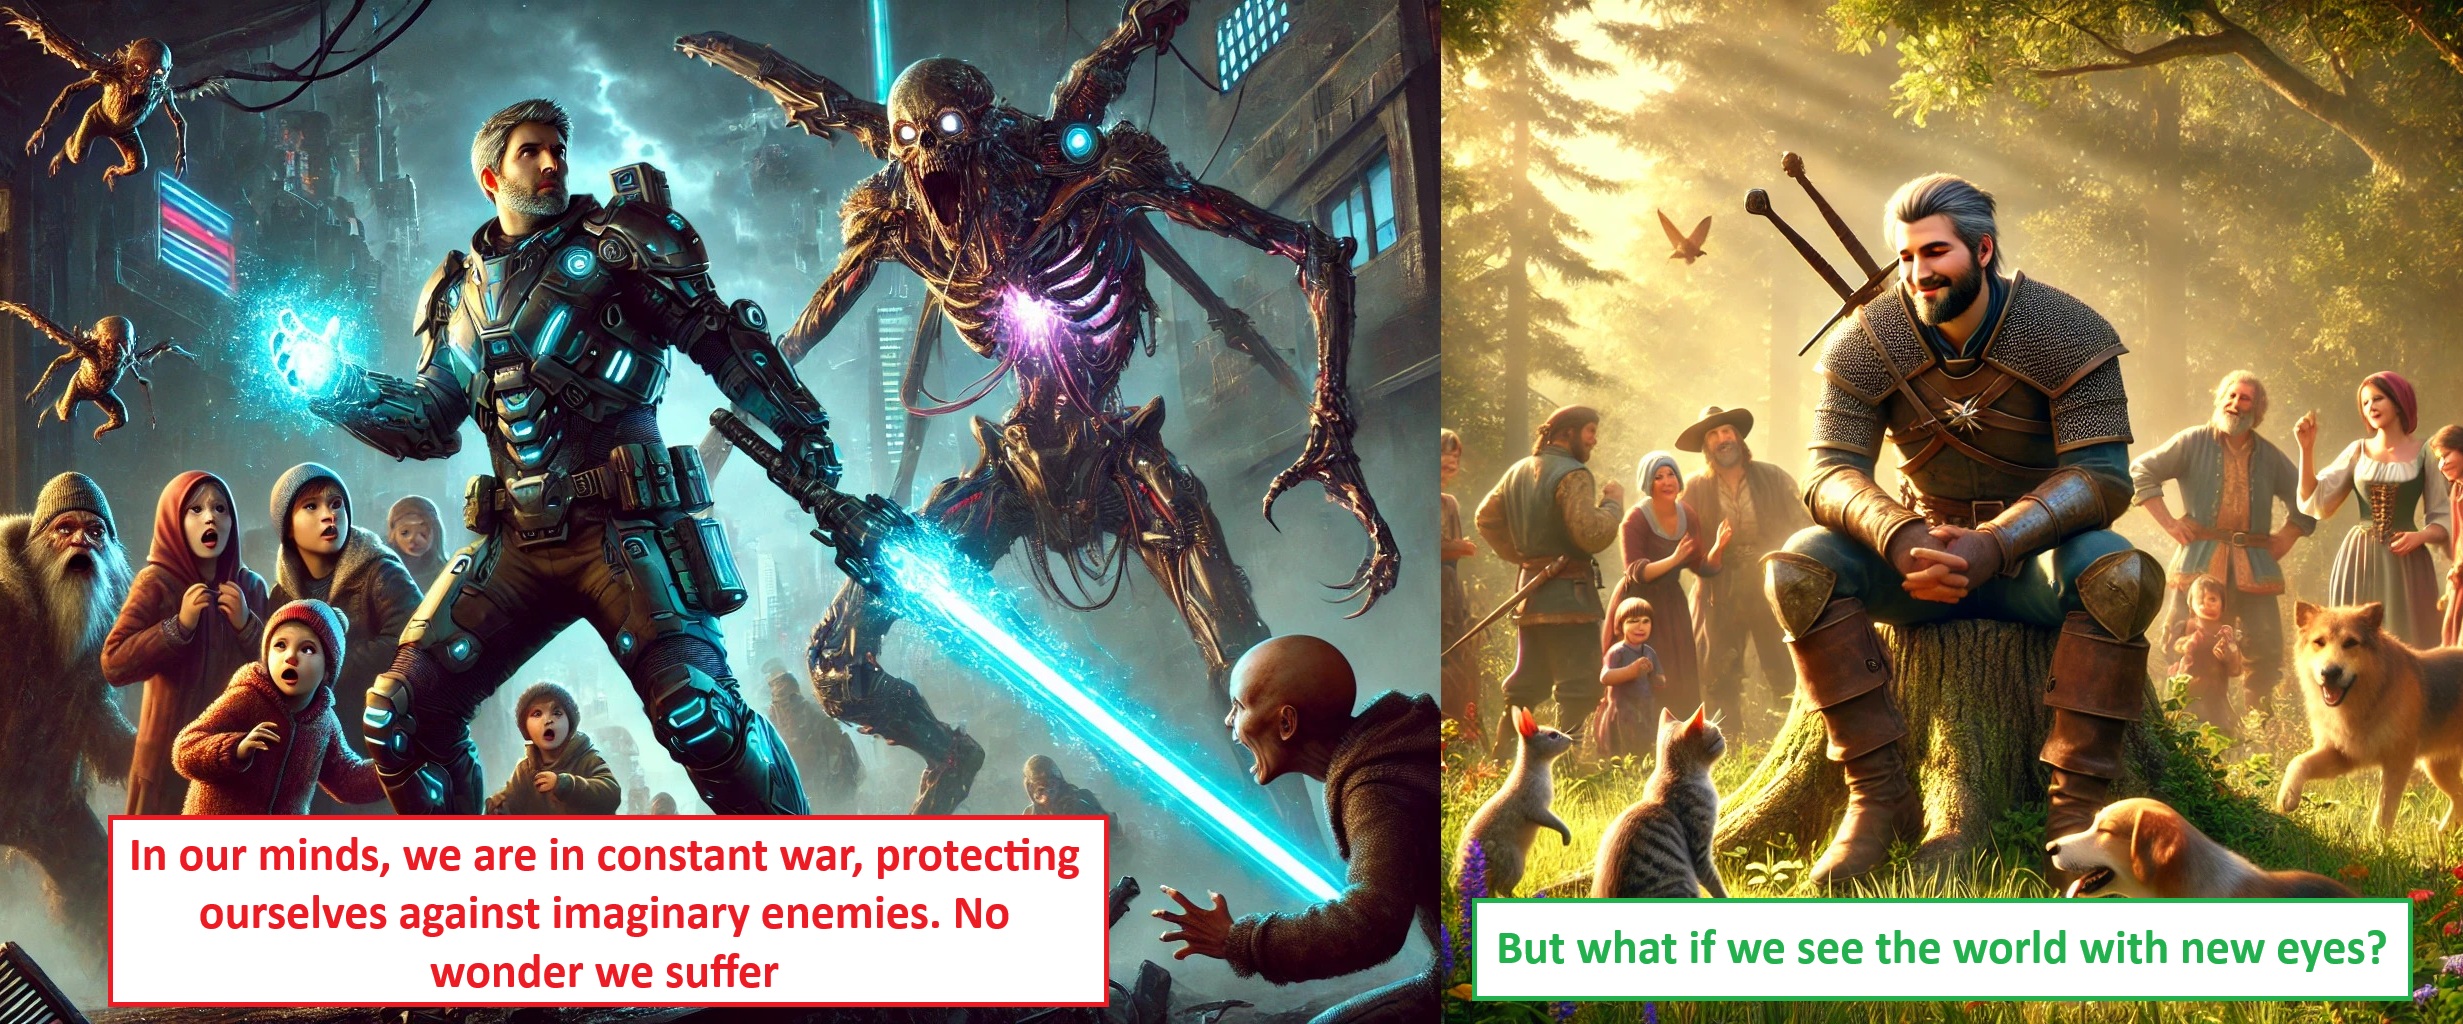 In our minds, we are in constant war, protecting
ourselves against imaginary enemies. No
wonder we suffer
But what if we see the world with new eyes?